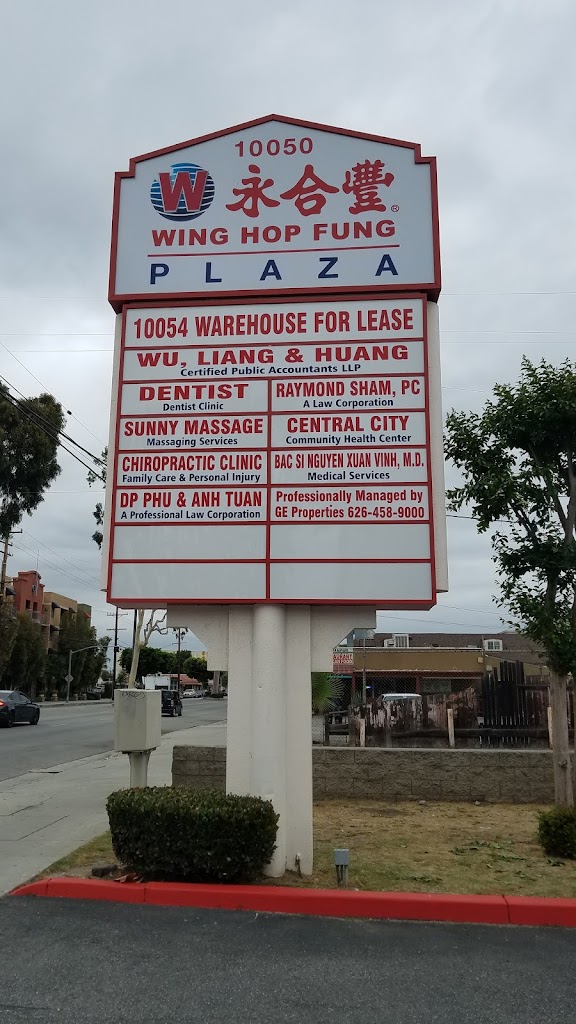 10050
W 永合豐®
WING HOP FUNG
PLAZA
10054 WAREHOUSE FOR LEASE
WU, LIANG & HUANG
Certified Public Accountants LLP
DENTIST
Dentist Clinic
RAYMOND SHAM, PC
A Law Corporation
SUNNY MASSAGE
Massaging Services
CENTRAL CITY
Community Health Center
CHIROPRACTIC CLINIC
Family Care & Personal Injury
BAC SI NGUYEN XUAN VINH, M.D.
Medical Services
DP PHU & ANH TUAN
A Professional Law Corporation
Professionally Managed by
GE Properties 626-458-9000